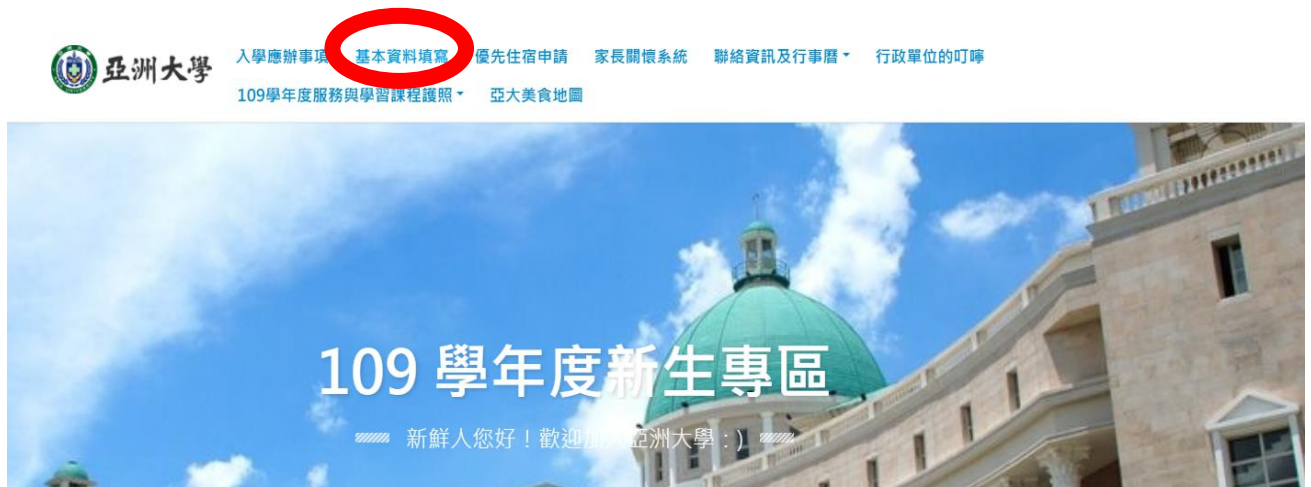 亞洲大學
入學應辦事項 基本資料填寫 優先住宿申請 家長關懷系統 聯絡資訊及行事曆 行政單位的叮嚀
109學年度服務與學習課程護照 亞大美食地圖
109 學年度新生專區
新鮮人您好!歡迎加入亞洲大學:)